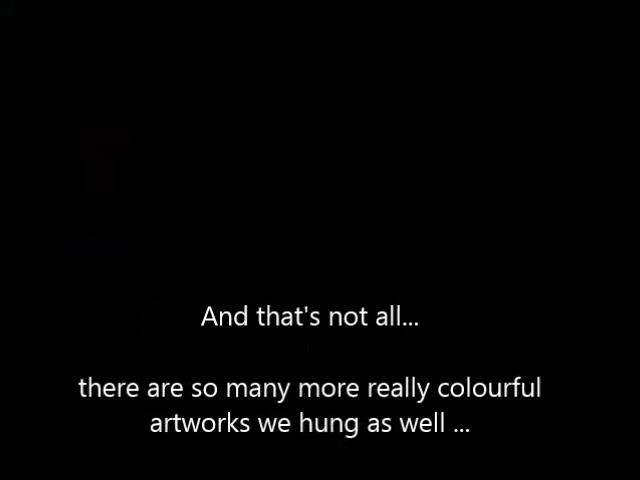 And that's not all...
there are so many more really colourful
artworks we hung as well ...